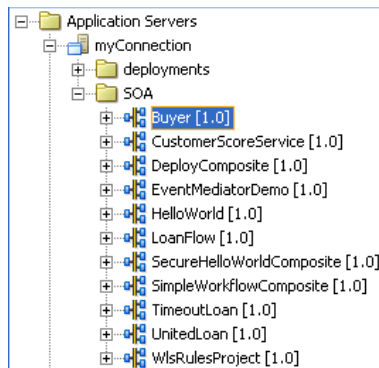 Application Servers
myConnection
deployments
SOA
Buyer [1.0]
CustomerScoreService [1.0]
DeployComposite [1.0]
EventMediatorDemo [1.0]
HelloWorld [1.0]
LoanFlow [1.0]
SecureHelloWorldComposite [1.0]
SimpleWorkflowComposite [1.0]
TimeoutLoan [1.0]
UnitedLoan [1.0]
WlsRulesProject [1.0]